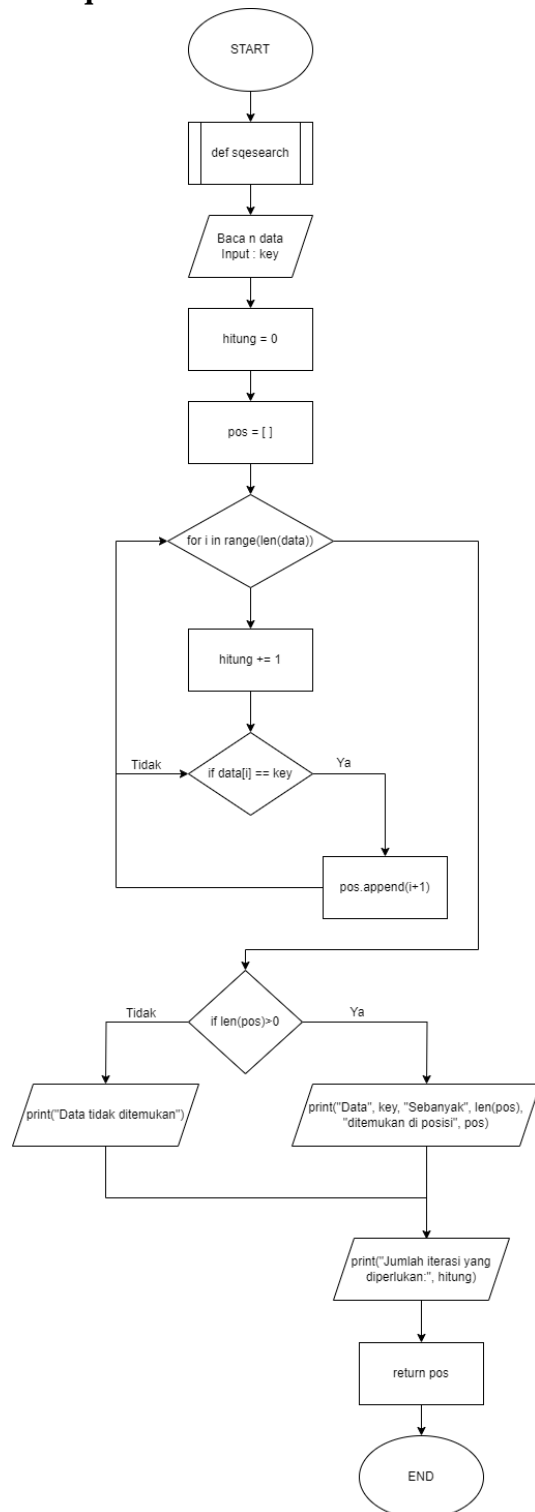 START
def sqesearch
Baca n data
Input : key
hitung = 0
pos = [ ]
for i in range(len(data))
hitung += 1
Tidak
if data[i] == key
Ya
pos.append(i+1)
Tidak
if len(pos)>0
Ya
print("Data tidak ditemukan")
print("Data", key, "Sebanyak", len(pos),
"ditemukan di posisi", pos)
print("Jumlah iterasi yang
diperlukan:", hitung)
return pos
END